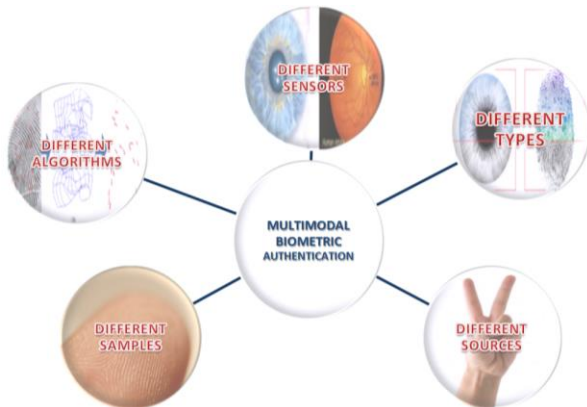 DIFFERENT
SENSORS
DIFFERENT
ALGORITHMS
DIFFERENT
TYPES
MULTIMODAL
BIOMETRIC
AUTHENTICATION
DIFFERENT
SAMPLES
DIFFERENT
SOURCES